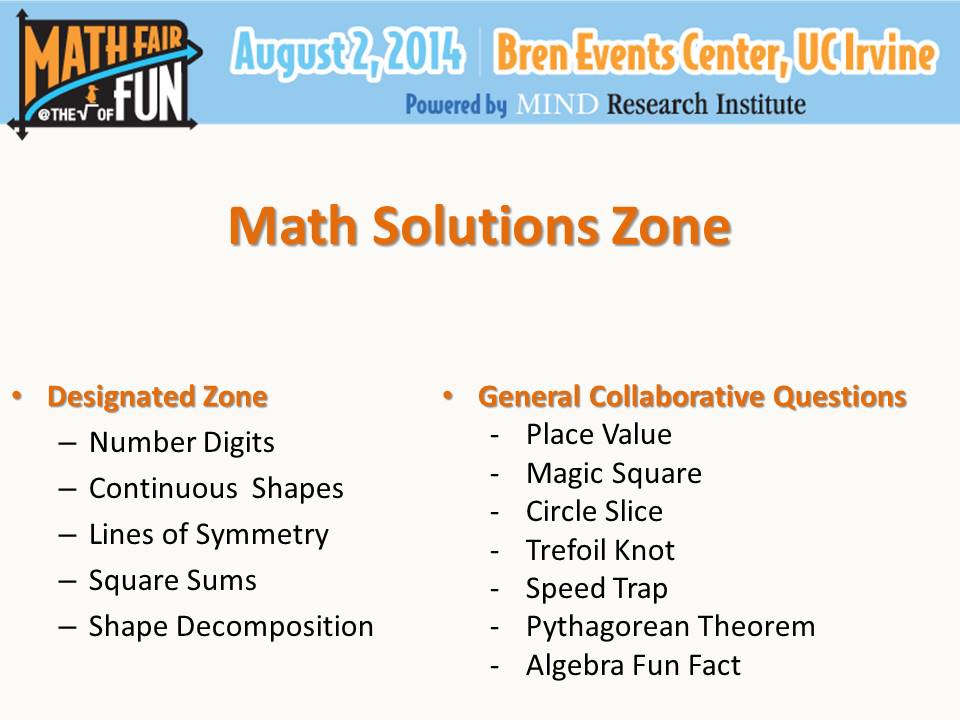 MATH FAIR
@THE √ OF FUN
August 2, 2014 | Bren Events Center, UC Irvine
Powered by MIND Research Institute
Math Solutions Zone
• Designated Zone
– Number Digits
– Continuous Shapes
– Lines of Symmetry
– Square Sums
– Shape Decomposition
• General Collaborative Questions
- Place Value
- Magic Square
- Circle Slice
- Trefoil Knot
- Speed Trap
- Pythagorean Theorem
- Algebra Fun Fact